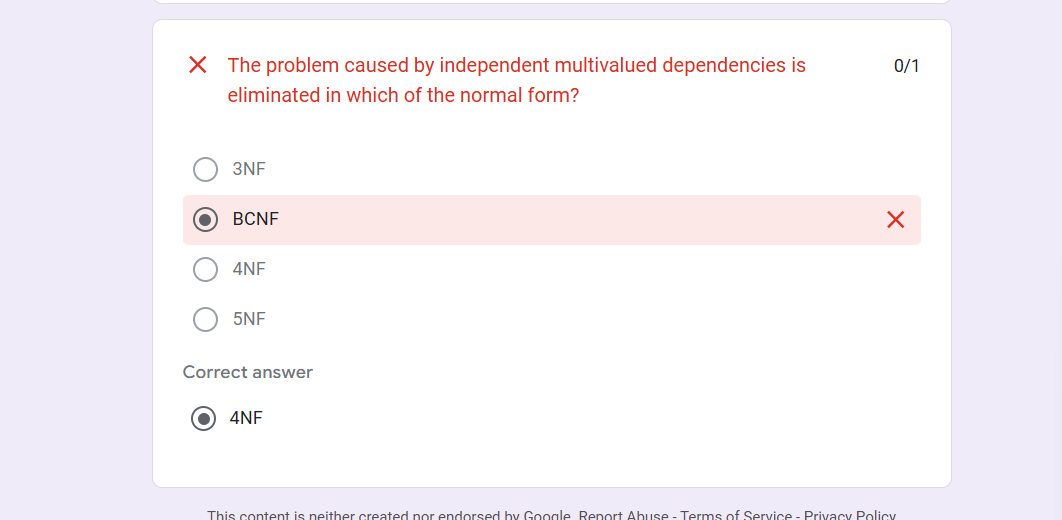 The problem caused by independent multivalued dependencies is
0/1
eliminated in which of the normal form?
3NF
BCNF
4NF
5NF
Correct answer
4NF
This content is neither created nor endorsed by Google. Report Abuse - Terms of Service - Privacy Policy